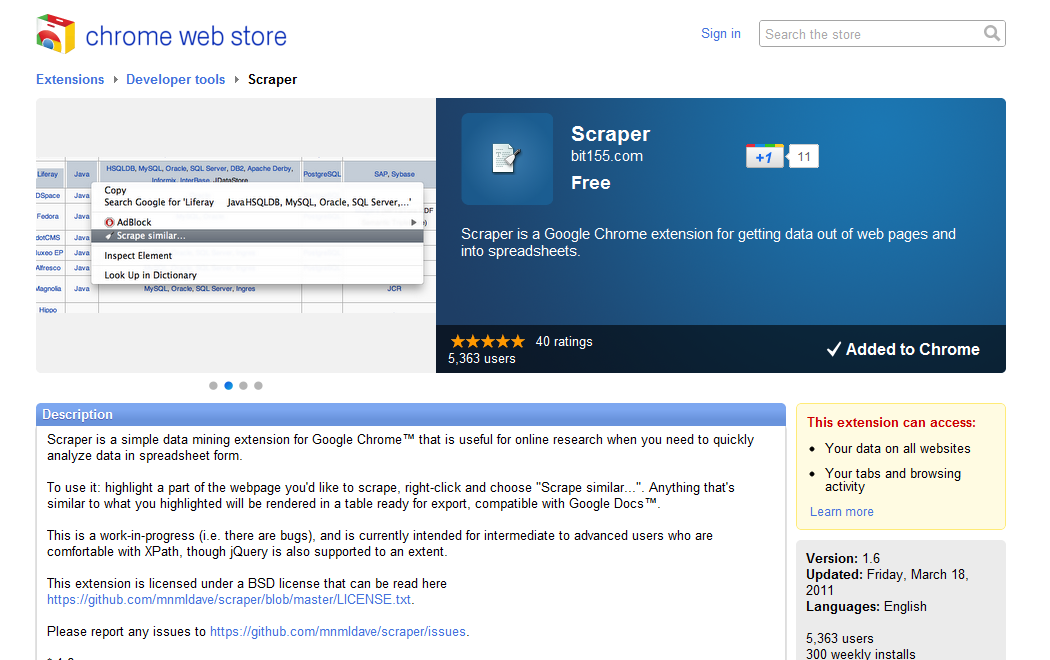 chrome web store
Sign in
Search the store
Extensions
Developer tools
Scraper
Liferay
Java
HSQLDB, MySQL, Oracle, SQL Server, DB2, Apache Derby,
Informix, InterBase, JDataStore
PostgreSQL
SAP, Sybase
DSpace
Java
Fedora
Java
dotCMS
Java
Nuxeo EP
Java
Alfresco
Java
Magnolia
Java
MySQL, Oracle, SQL Server, Ingres
JCR
Hippo
Copy
Search Google for 'Liferay JavaHSQLDB, MySQL, Oracle, SQL Server,...'
AdBlock
Scrape similar...
Inspect Element
Look Up in Dictionary
Scraper
bit155.com
Free
+1
11
Scraper is a Google Chrome extension for getting data out of web pages and
into spreadsheets.
40 ratings
5,363 users
Added to Chrome
Description
Scraper is a simple data mining extension for Google Chrome™ that is useful for online research when you need to quickly
analyze data in spreadsheet form.
To use it: highlight a part of the webpage you'd like to scrape, right-click and choose "Scrape similar...". Anything that's
similar to what you highlighted will be rendered in a table ready for export, compatible with Google Docs™.
This is a work-in-progress (i.e. there are bugs), and is currently intended for intermediate to advanced users who are
comfortable with XPath, though jQuery is also supported to an extent.
This extension is licensed under a BSD license that can be read here
https://github.com/mnmldave/scraper/blob/master/LICENSE.txt.
Please report any issues to https://github.com/mnmldave/scraper/issues.
This extension can access:
Your data on all websites
Your tabs and browsing
activity
Learn more
Version: 1.6
Updated: Friday, March 18,
2011
Languages: English
5,363 users
300 weekly installs